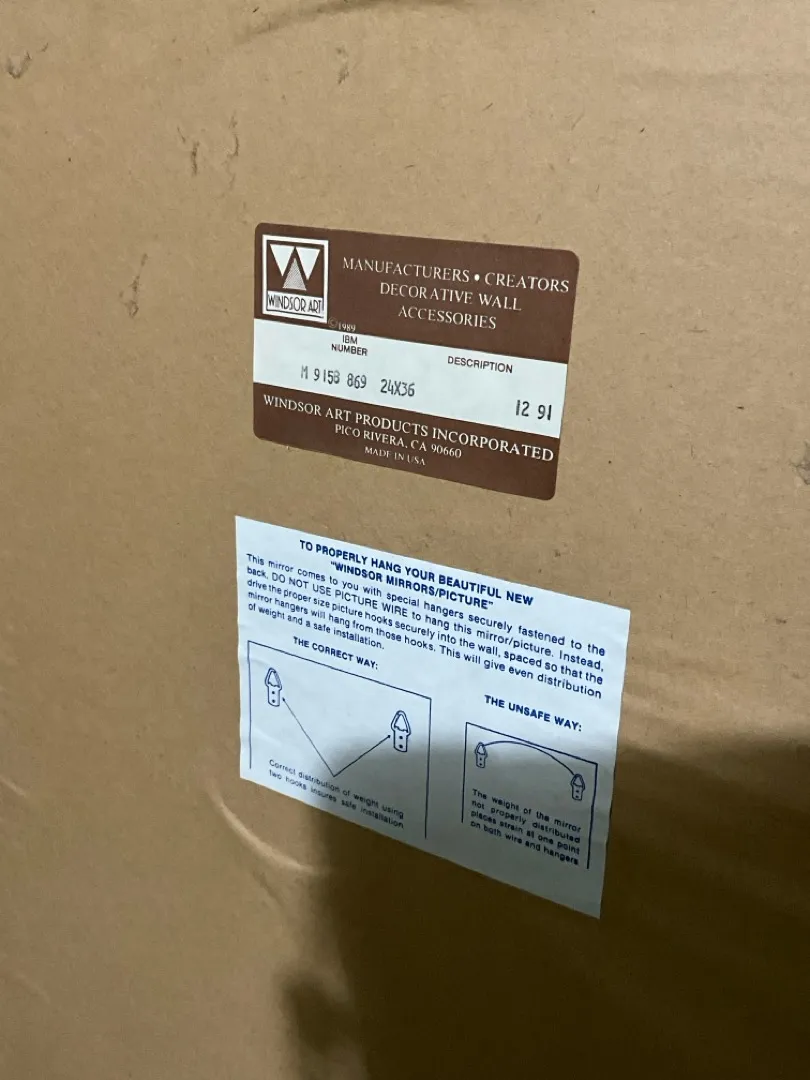 WINDSOR ART
MANUFACTURERS • CREATORS
DECORATIVE WALL
ACCESSORIES
©1989
IBM
NUMBER
DESCRIPTION
M 915B 869 24X36
12 91
WINDSOR ART PRODUCTS INCORPORATED
PICO RIVERA, CA 90660
MADE IN USA
TO PROPERLY HANG YOUR BEAUTIFUL NEW
"WINDSOR MIRRORS/PICTURE"
This mirror comes to you with special hangers securely fastened to the
back. DO NOT USE PICTURE WIRE to hang this mirror/picture. Instead,
drive the proper size picture hooks securely into the wall, spaced so that the
mirror hangers will hang from those hooks. This will give even distribution
of weight and a safe installation.
THE CORRECT WAY:
Correct distribution of weight using
two hooks insures safe installation
THE UNSAFE WAY:
The weight of the mirror
not properly distributed
places strain at one point
on both wire and hangers